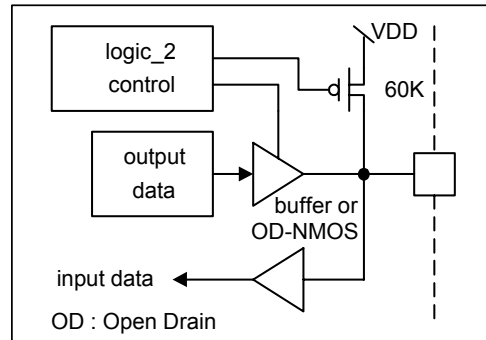 VDD
logic_2
control
60K
output
data
buffer or
OD-NMOS
input data
OD : Open Drain